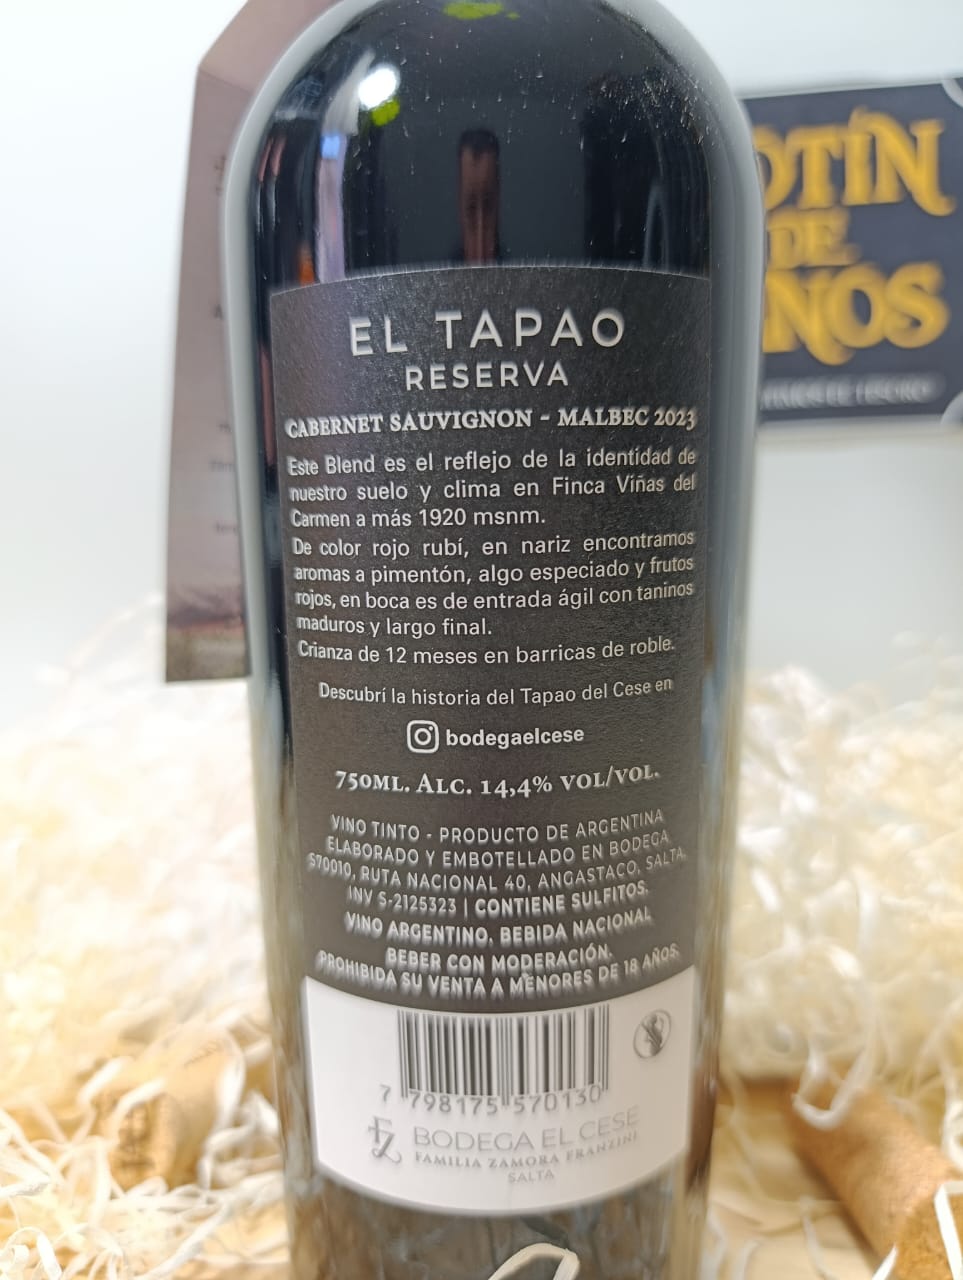 EL TAPAO
RESERVA
CABERNET SAUVIGNON - MALBEC 2023
Este Blend es el reflejo de la identidad de
nuestro suelo y clima en Finca Viñas del
Carmen a más 1920 msnm.
De color rojo rubí, en nariz encontramos
aromas a pimentón, algo especiado y frutos
rojos, en boca es de entrada ágil con taninos
maduros y largo final.
Crianza de 12 meses en barricas de roble.
Descubrí la historia del Tapao del Cese en
bodegaelcese
750ML. ALC. 14,4% VOL/VOL.
VINO TINTO - PRODUCTO DE ARGENTINA
ELABORADO Y EMBOTELLADO EN BODEGA
S70010, RUTA NACIONAL 40, ANGASTACO, SALTA.
INV S-2125323 | CONTIENE SULFITOS.
VINO ARGENTINO, BEBIDA NACIONAL
BEBER CON MODERACIÓN.
PROHIBIDA SU VENTA A MENORES DE 18 AÑOS.
7 798175 570130
FZ
BODEGA EL CESE
FAMILIA ZAMORA FRANZINI
SALTA
OTÍN
DE
NOS